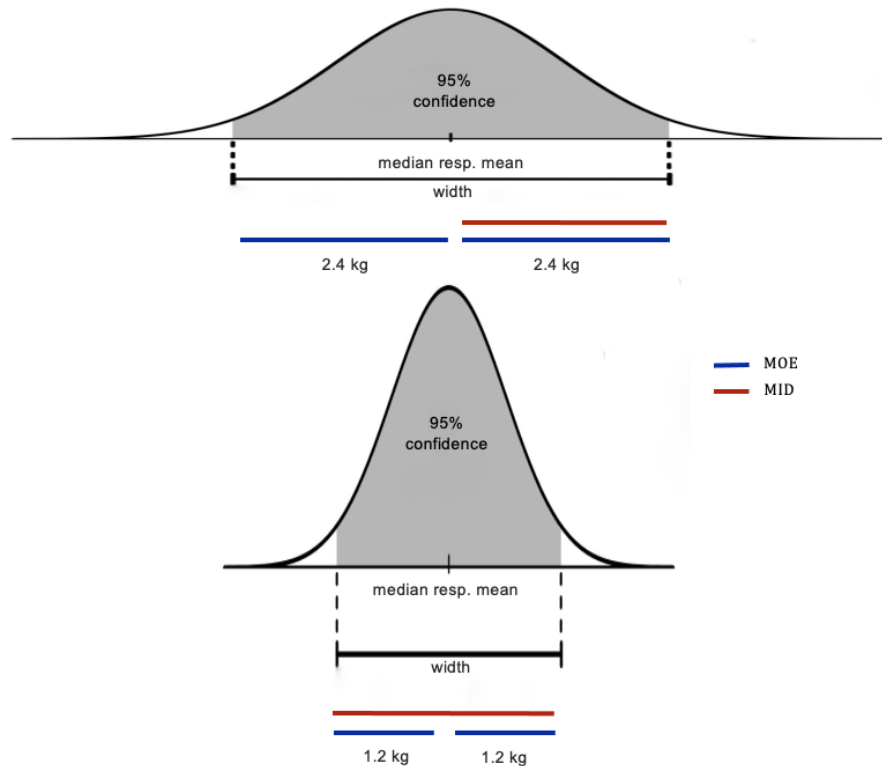 95%
confidence
median resp. mean
width
2.4 kg
2.4 kg
MOE
MID
95%
confidence
median resp. mean
width
1.2 kg
1.2 kg